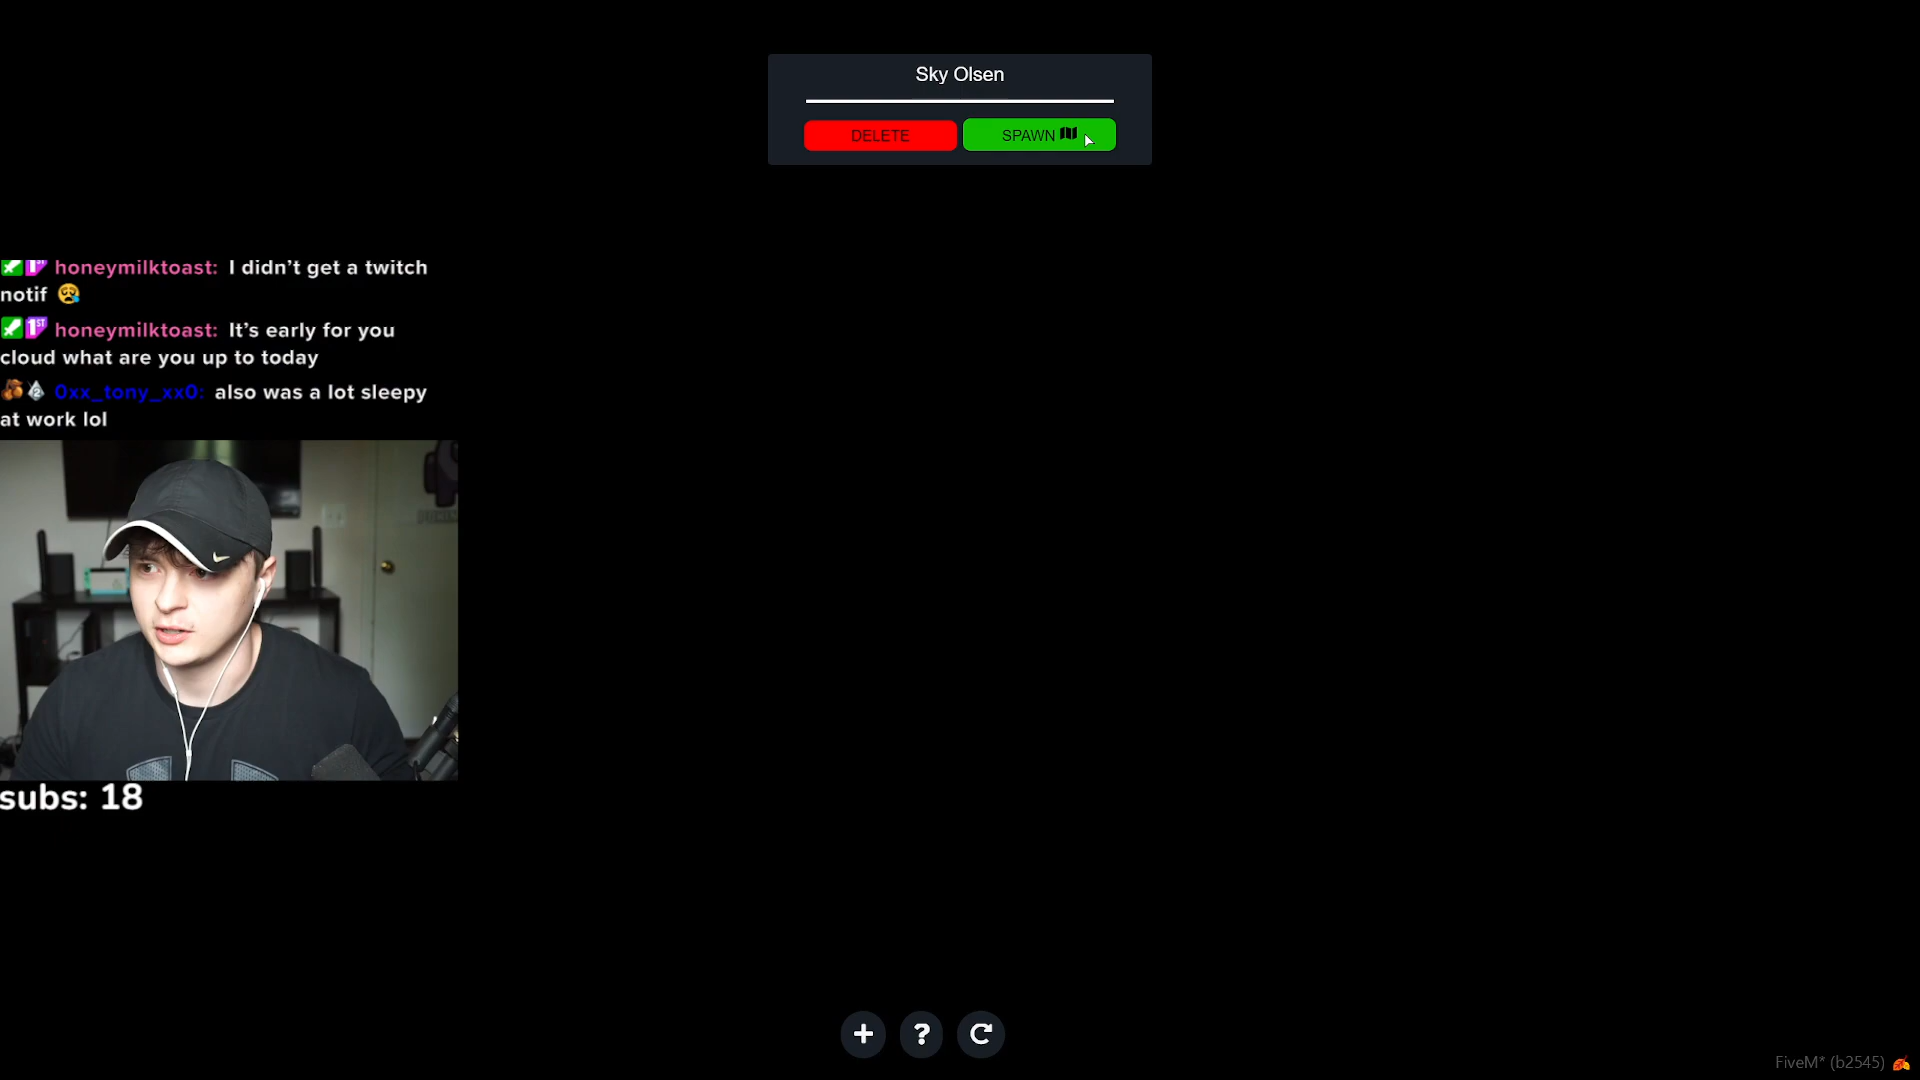 Sky Olsen
DELETE
SPAWN
honeymilktoast: I didn’t get a twitch
notif 😪
honeymilktoast: It’s early for you
cloud what are you up to today
0xx_tony_xx0: also was a lot sleepy
at work lol
subs: 18
FiveM* (b2545)